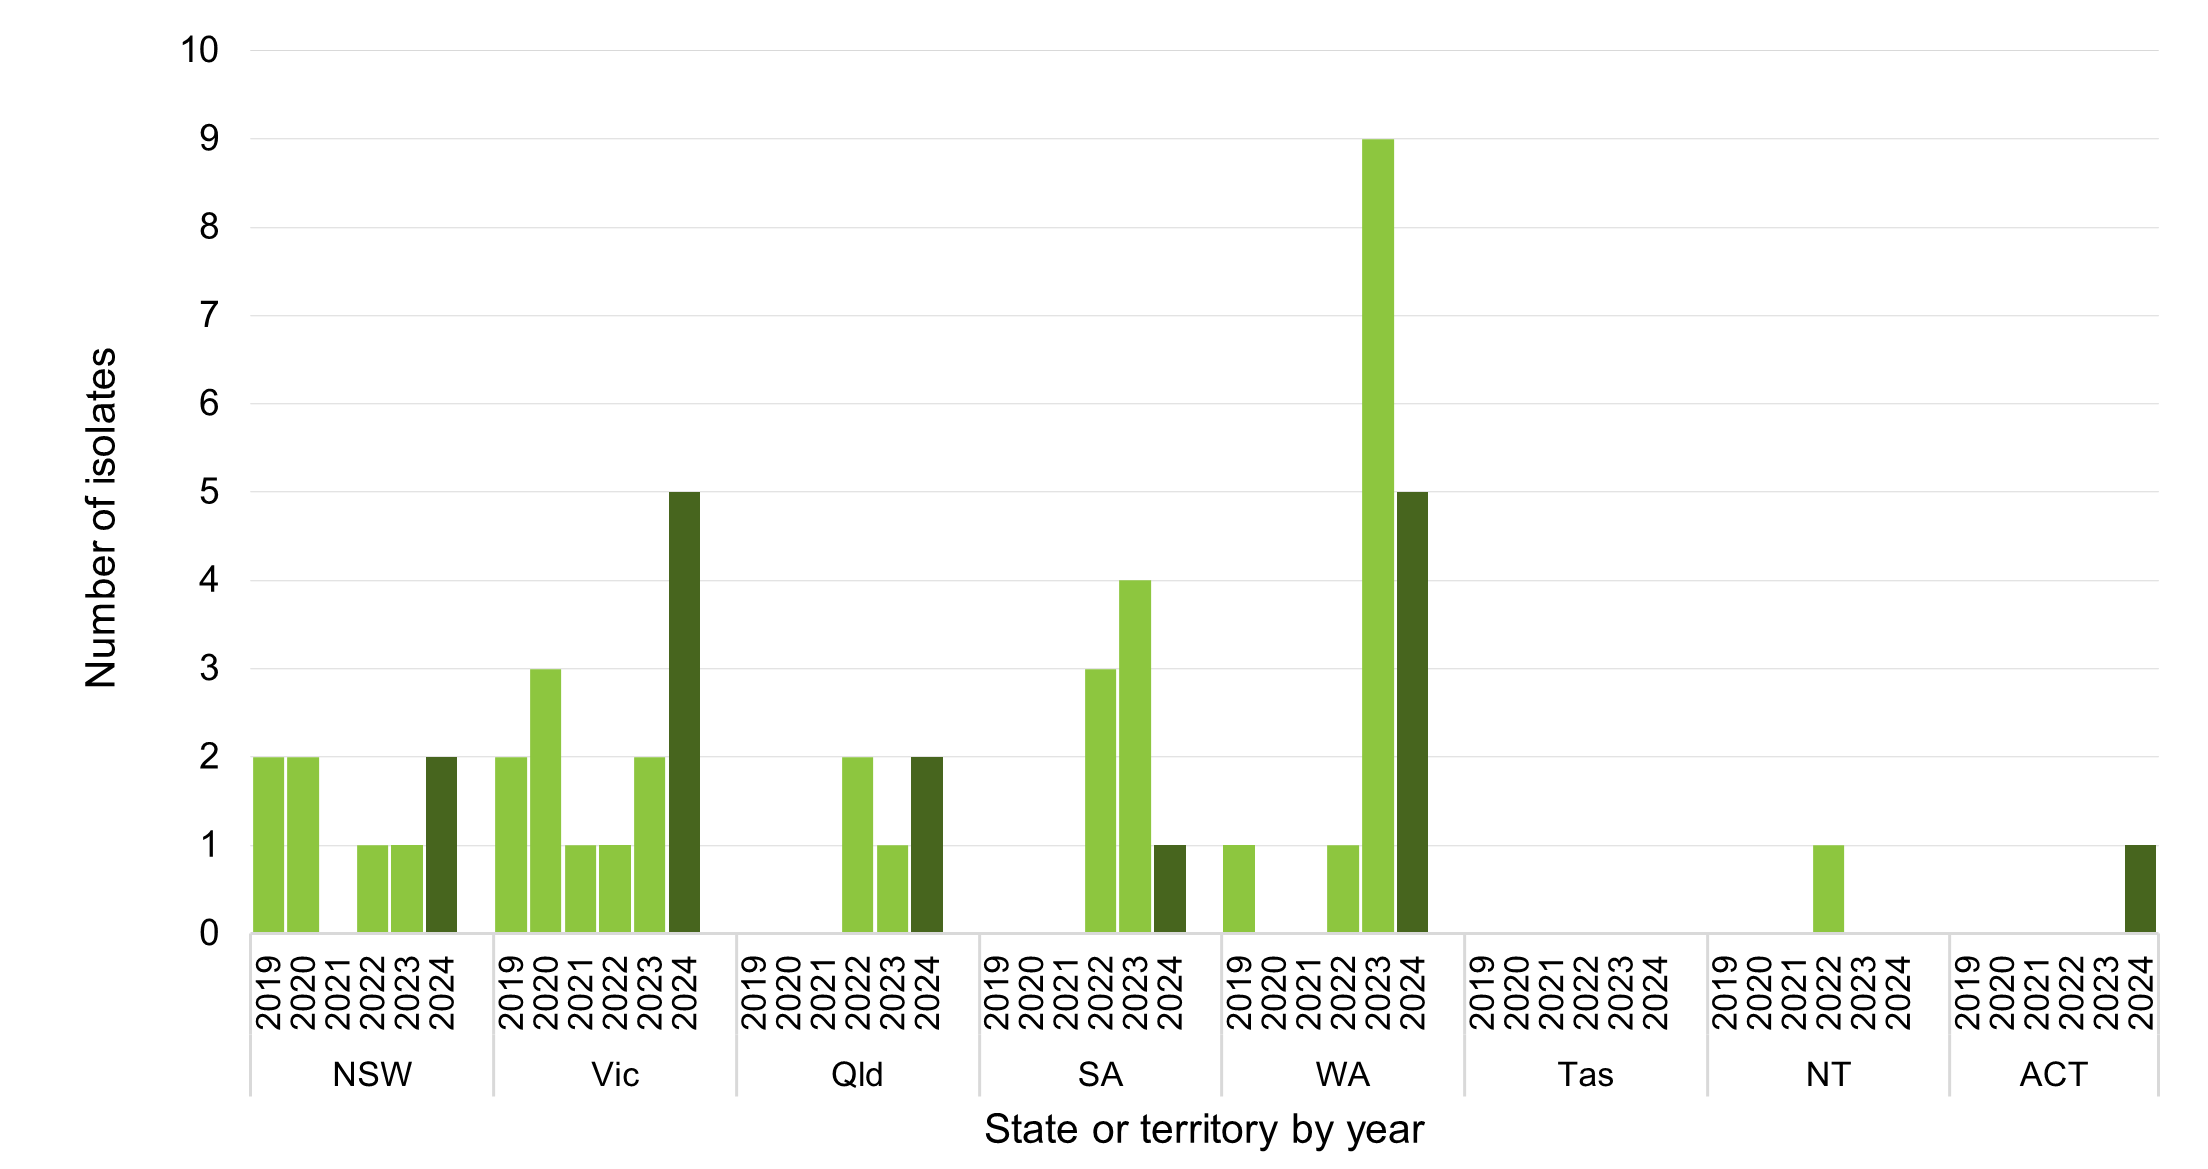 10
9
8
7
6
5
4
3
2
1
0
Number of isolates
2019 2020 2021 2022 2023 2024 2019 2020 2021 2022 2023 2024 2019 2020 2021 2022 2023 2024 2019 2020 2021 2022 2023 2024 2019 2020 2021 2022 2023 2024 2019 2020 2021 2022 2023 2024 2019 2020 2021 2022 2023 2024 2019 2020 2021 2022 2023 2024
NSW Vic Qld SA WA Tas NT ACT
State or territory by year